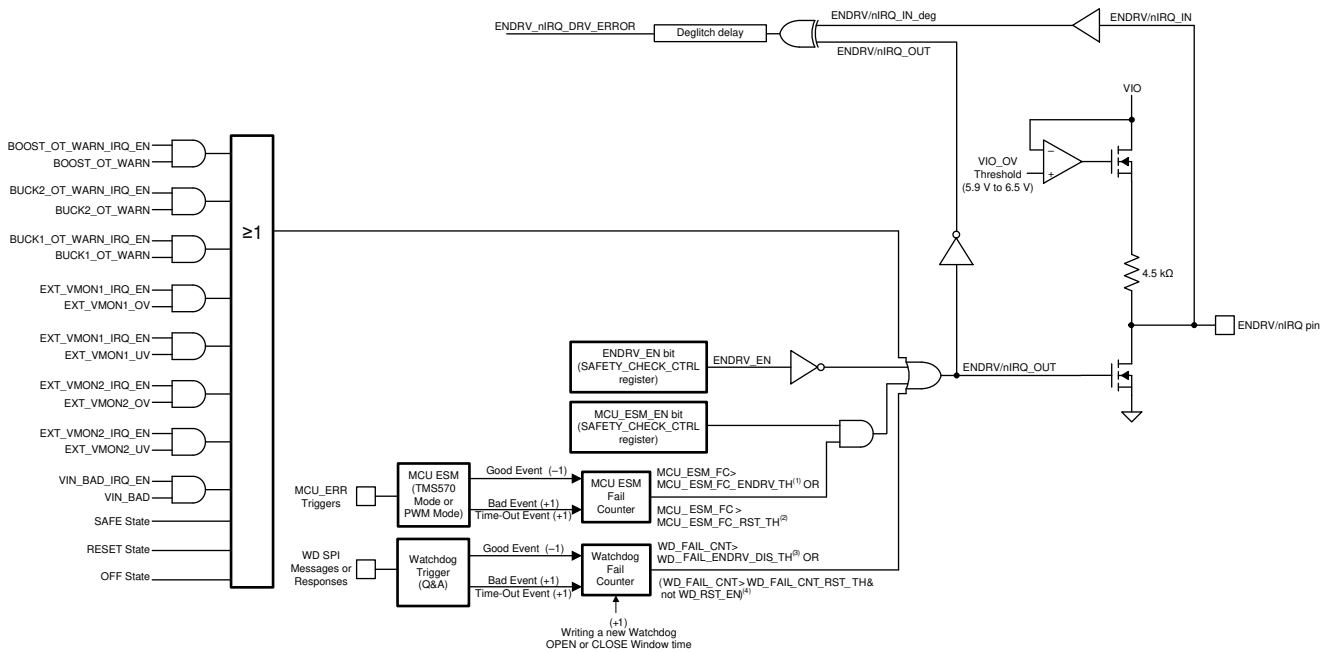 ENDRV_nIRQ_DRV_ERROR
Deglitch delay
ENDRV/nIRQ_IN_deg
ENDRV/nIRQ_IN
ENDRV/nIRQ_OUT
VIO
VIO_OV
Threshold
(5.9 V to 6.5 V)
−
+
4.5 kΩ
ENDRV/nIRQ pin
BOOST_OT_WARN_IRQ_EN
BOOST_OT_WARN
BUCK2_OT_WARN_IRQ_EN
BUCK2_OT_WARN
BUCK1_OT_WARN_IRQ_EN
BUCK1_OT_WARN
EXT_VMON1_IRQ_EN
EXT_VMON1_OV
EXT_VMON1_IRQ_EN
EXT_VMON1_UV
EXT_VMON2_IRQ_EN
EXT_VMON2_OV
EXT_VMON2_IRQ_EN
EXT_VMON2_UV
VIN_BAD_IRQ_EN
VIN_BAD
SAFE State
RESET State
OFF State
≥1
ENDRV_EN bit
(SAFETY_CHECK_CTRL
register)
ENDRV_EN
ENDRV/nIRQ_OUT
MCU_ESM_EN bit
(SAFETY_CHECK_CTRL
register)
MCU_ERR
Triggers
MCU ESM
(TMS570
Mode or
PWM Mode)
Good Event (−1)
Bad Event (+1)
Time-Out Event (+1)
MCU ESM
Fail
Counter
MCU_ESM_FC>
MCU_ESM_FC_ENDRV_TH(1) OR
MCU_ESM_FC >
MCU_ESM_FC_RST_TH(2)
WD SPI
Messages or
Responses
Watchdog
Trigger
(Q&A)
Good Event (−1)
Bad Event (+1)
Time-Out Event (+1)
Watchdog
Fail
Counter
WD_FAIL_CNT>
WD_FAIL_ENDRV_DIS_TH(3) OR
(WD_FAIL_CNT> WD_FAIL_CNT_RST_TH&
not WD_RST_EN)(4)
(+1)
Writing a new Watchdog
OPEN or CLOSE Window time